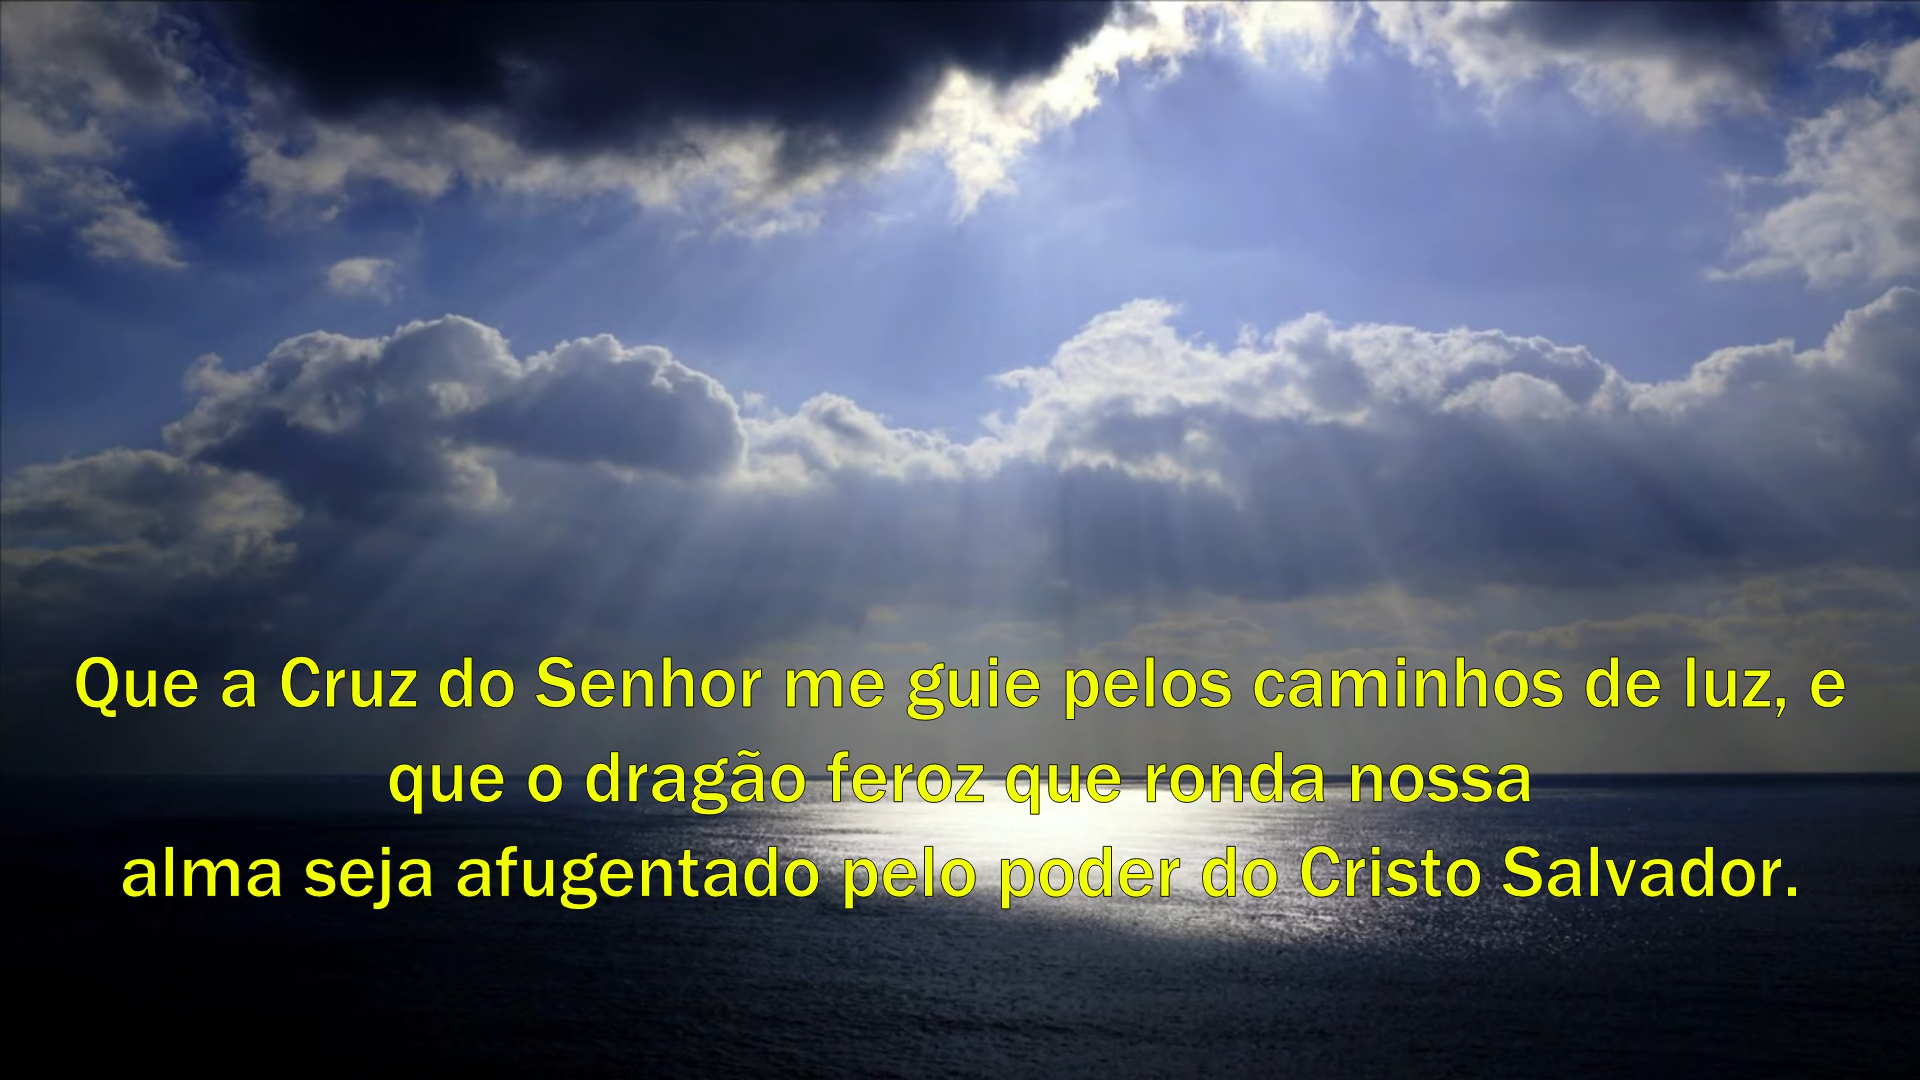 Que a Cruz do Senhor me guie pelos caminhos de luz, e
que o dragão feroz que ronda nossa
alma seja afugentado pelo poder do Cristo Salvador.